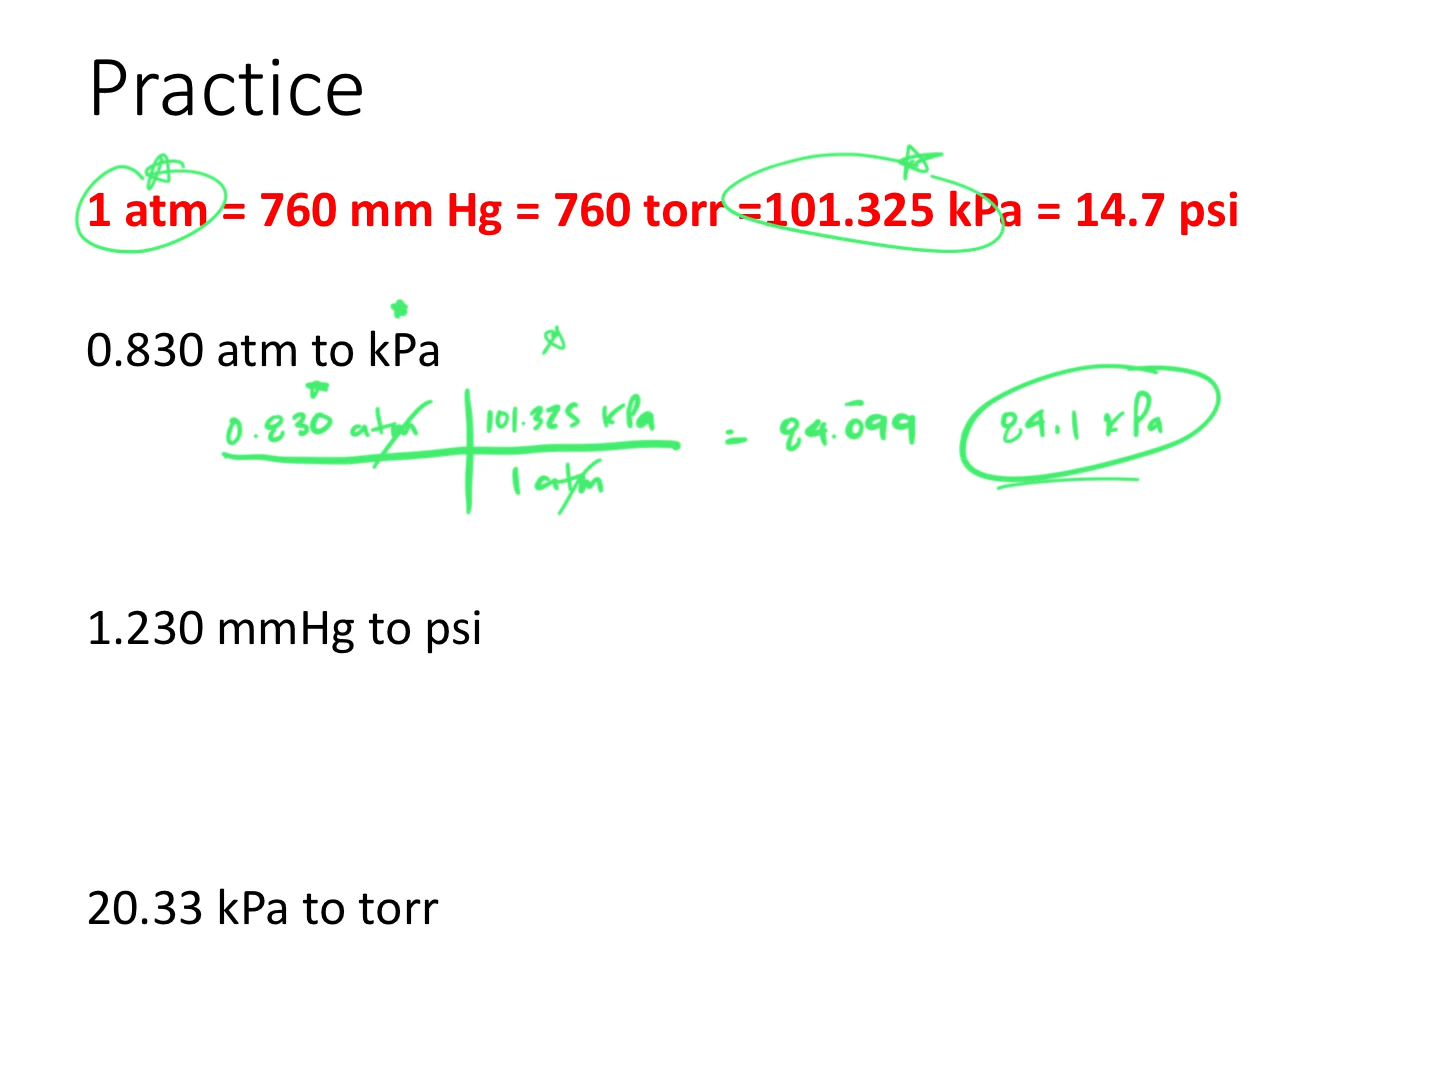 Practice
1 atm = 760 mm Hg = 760 torr =101.325 kPa = 14.7 psi
0.830 atm to kPa
0.830 atm 101.325 kPa = 84.099 84.1 kPa
1 atm
1.230 mmHg to psi
20.33 kPa to torr